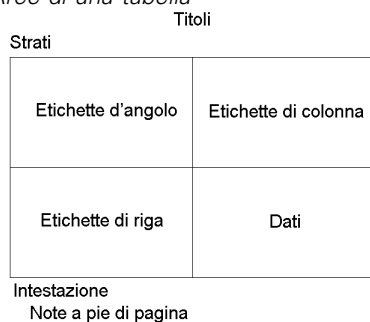 Aree di una tabella
Titoli
Strati
Etichette d'angolo Etichette di colonna
Etichette di riga Dati
Intestazione
Note a pie di pagina